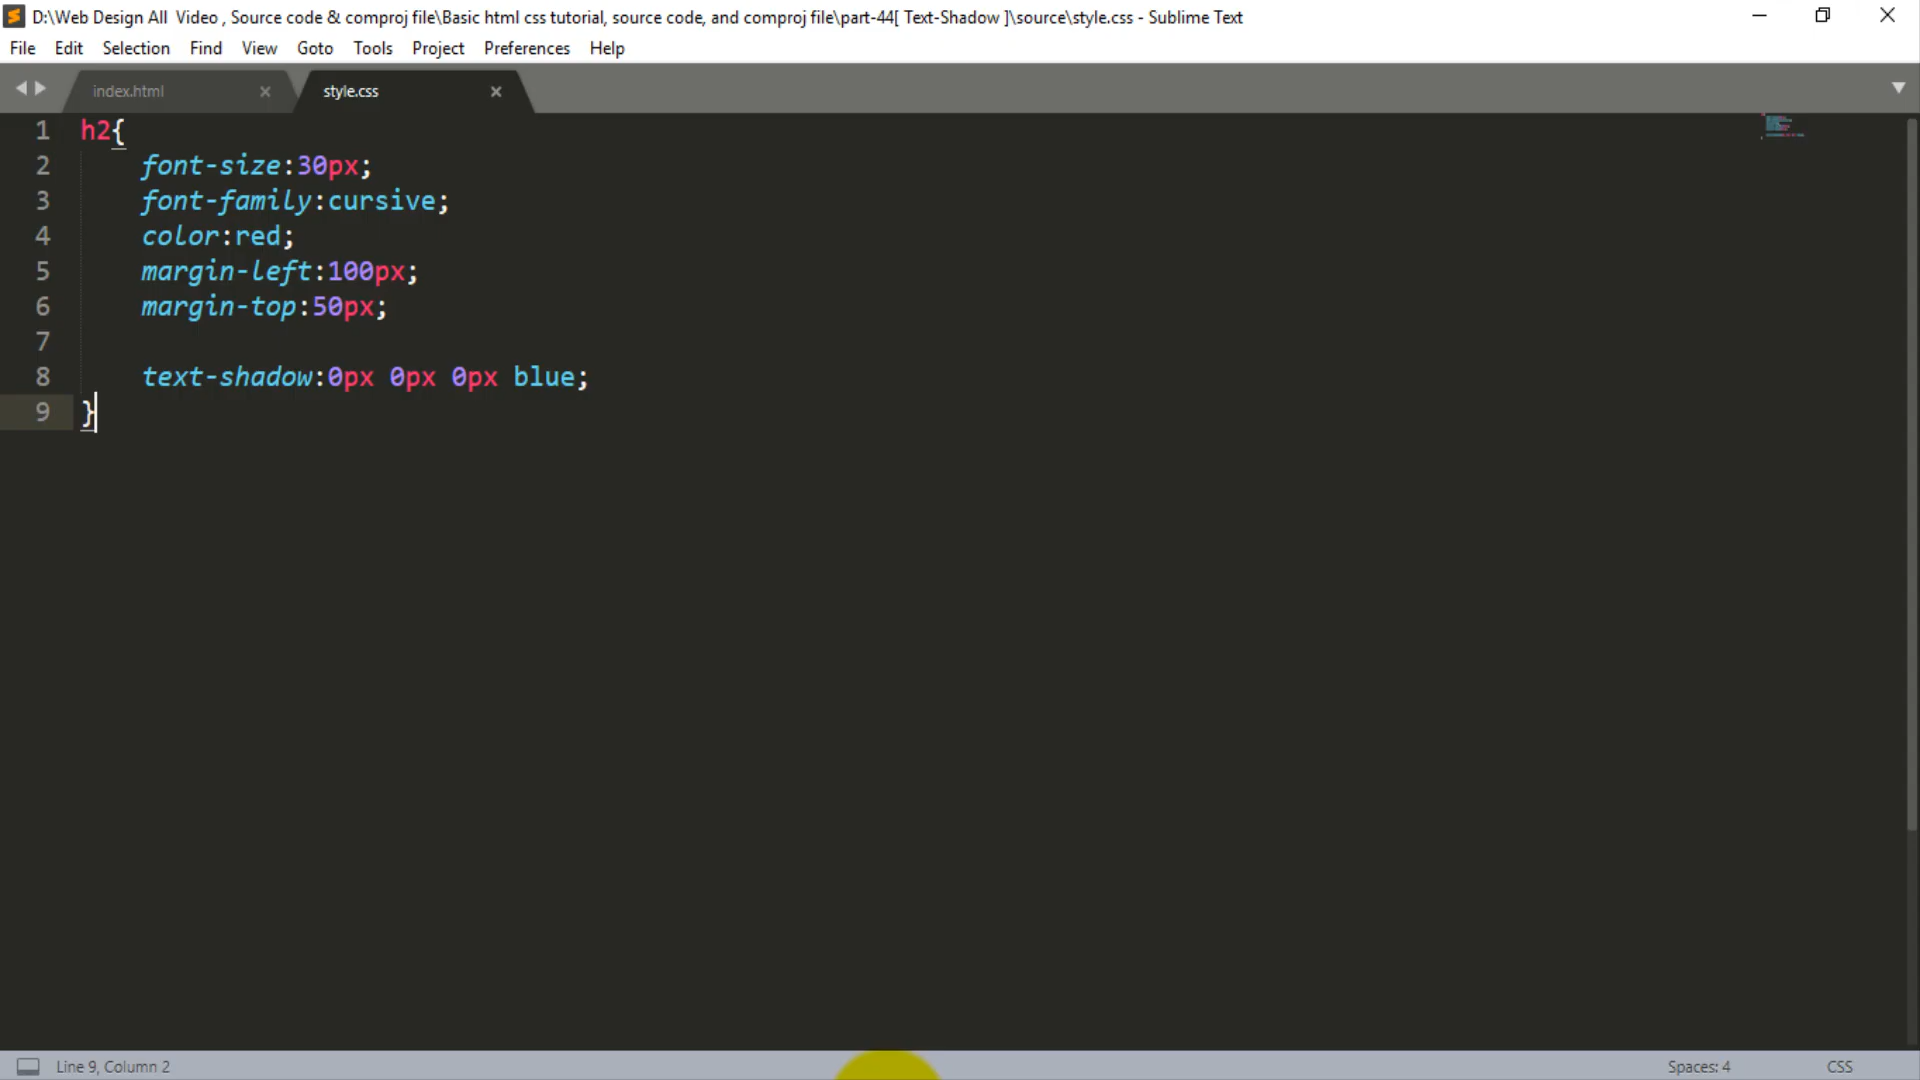 D:\Web Design All  Video , Source code & comproj file\Basic html css tutorial, source code, and comproj file\part-44[ Text-Shadow ]\source\style.css - Sublime Text
File Edit Selection Find View Goto Tools Project Preferences Help
index.html style.css
1 h2{
2 font-size:30px;
3 font-family:cursive;
4 color:red;
5 margin-left:100px;
6 margin-top:50px;
7
8 text-shadow:0px 0px 0px blue;
9 }
Line 9, Column 2 Spaces: 4 CSS